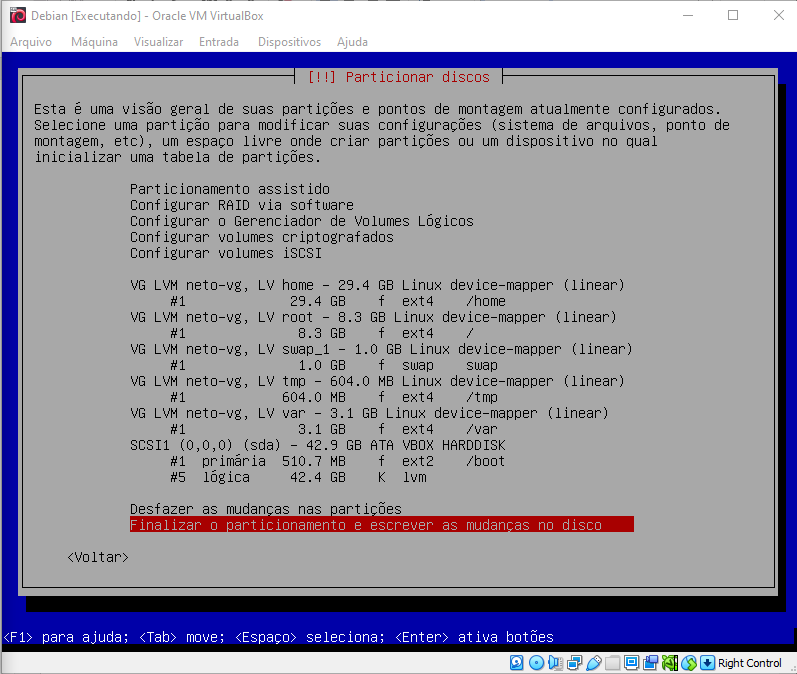 Debian [Executando] - Oracle VM VirtualBox
Arquivo Máquina Visualizar Entrada Dispositivos Ajuda
[!!] Particionar discos
Esta é uma visão geral de suas partições e pontos de montagem atualmente configurados.
Selecione uma partição para modificar suas configurações (sistema de arquivos, ponto de
montagem, etc), um espaço livre onde criar partições ou um dispositivo no qual
inicializar uma tabela de partições.
Particionamento assistido
Configurar RAID via software
Configurar o Gerenciador de Volumes Lógicos
Configurar volumes criptografados
Configurar volumes iSCSI
VG LVM neto-vg, LV home - 29.4 GB Linux device-mapper (linear)
#1 29.4 GB f ext4 /home
VG LVM neto-vg, LV root - 8.3 GB Linux device-mapper (linear)
#1 8.3 GB f ext4 /
VG LVM neto-vg, LV swap_1 - 1.0 GB Linux device-mapper (linear)
#1 1.0 GB f swap swap
VG LVM neto-vg, LV tmp - 604.0 MB Linux device-mapper (linear)
#1 604.0 MB f ext4 /tmp
VG LVM neto-vg, LV var - 3.1 GB Linux device-mapper (linear)
#1 3.1 GB f ext4 /var
SCSI1 (0,0,0) (sda) - 42.9 GB ATA VBOX HARDDISK
#1 primária 510.7 MB f ext2 /boot
#5 lógica 42.4 GB K lvm
Desfazer as mudanças nas partições
Finalizar o particionamento e escrever as mudanças no disco
<Voltar>
<F1> para ajuda; <Tab> move; <Espaço> seleciona; <Enter> ativa botões
Right Control